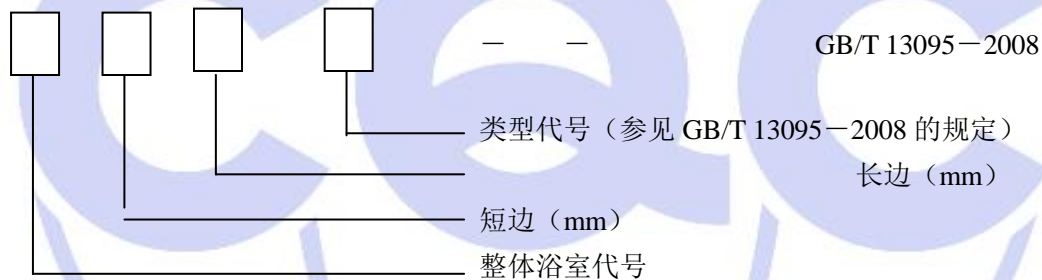 － － GB/T 13095－2008
类型代号（参见 GB/T 13095－2008 的规定）
长边（mm）
短边（mm）
整体浴室代号
cqc